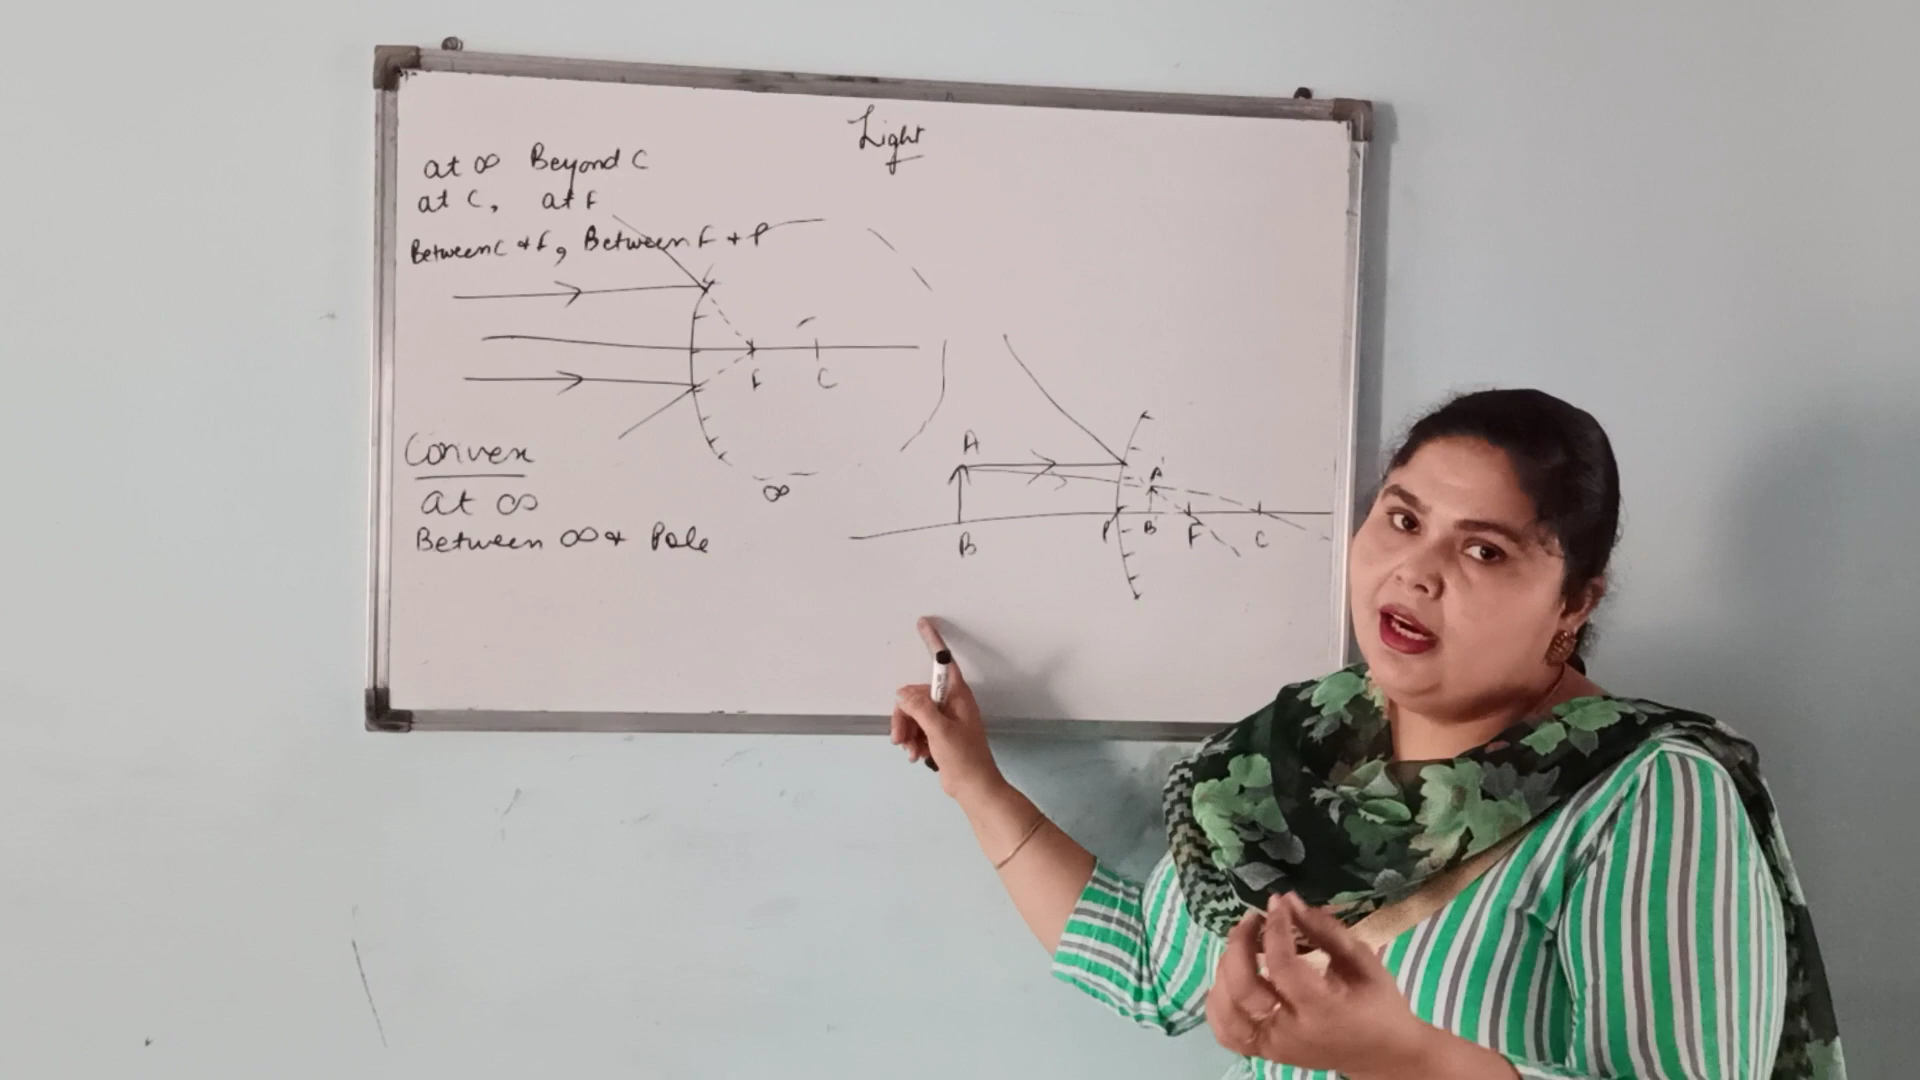 Light
at ∞ Beyond C
at C, at F
Between C & F, Between F & P
F C
Convex
at ∞
Between ∞ & Pole
∞
A
A'
B P B' F C